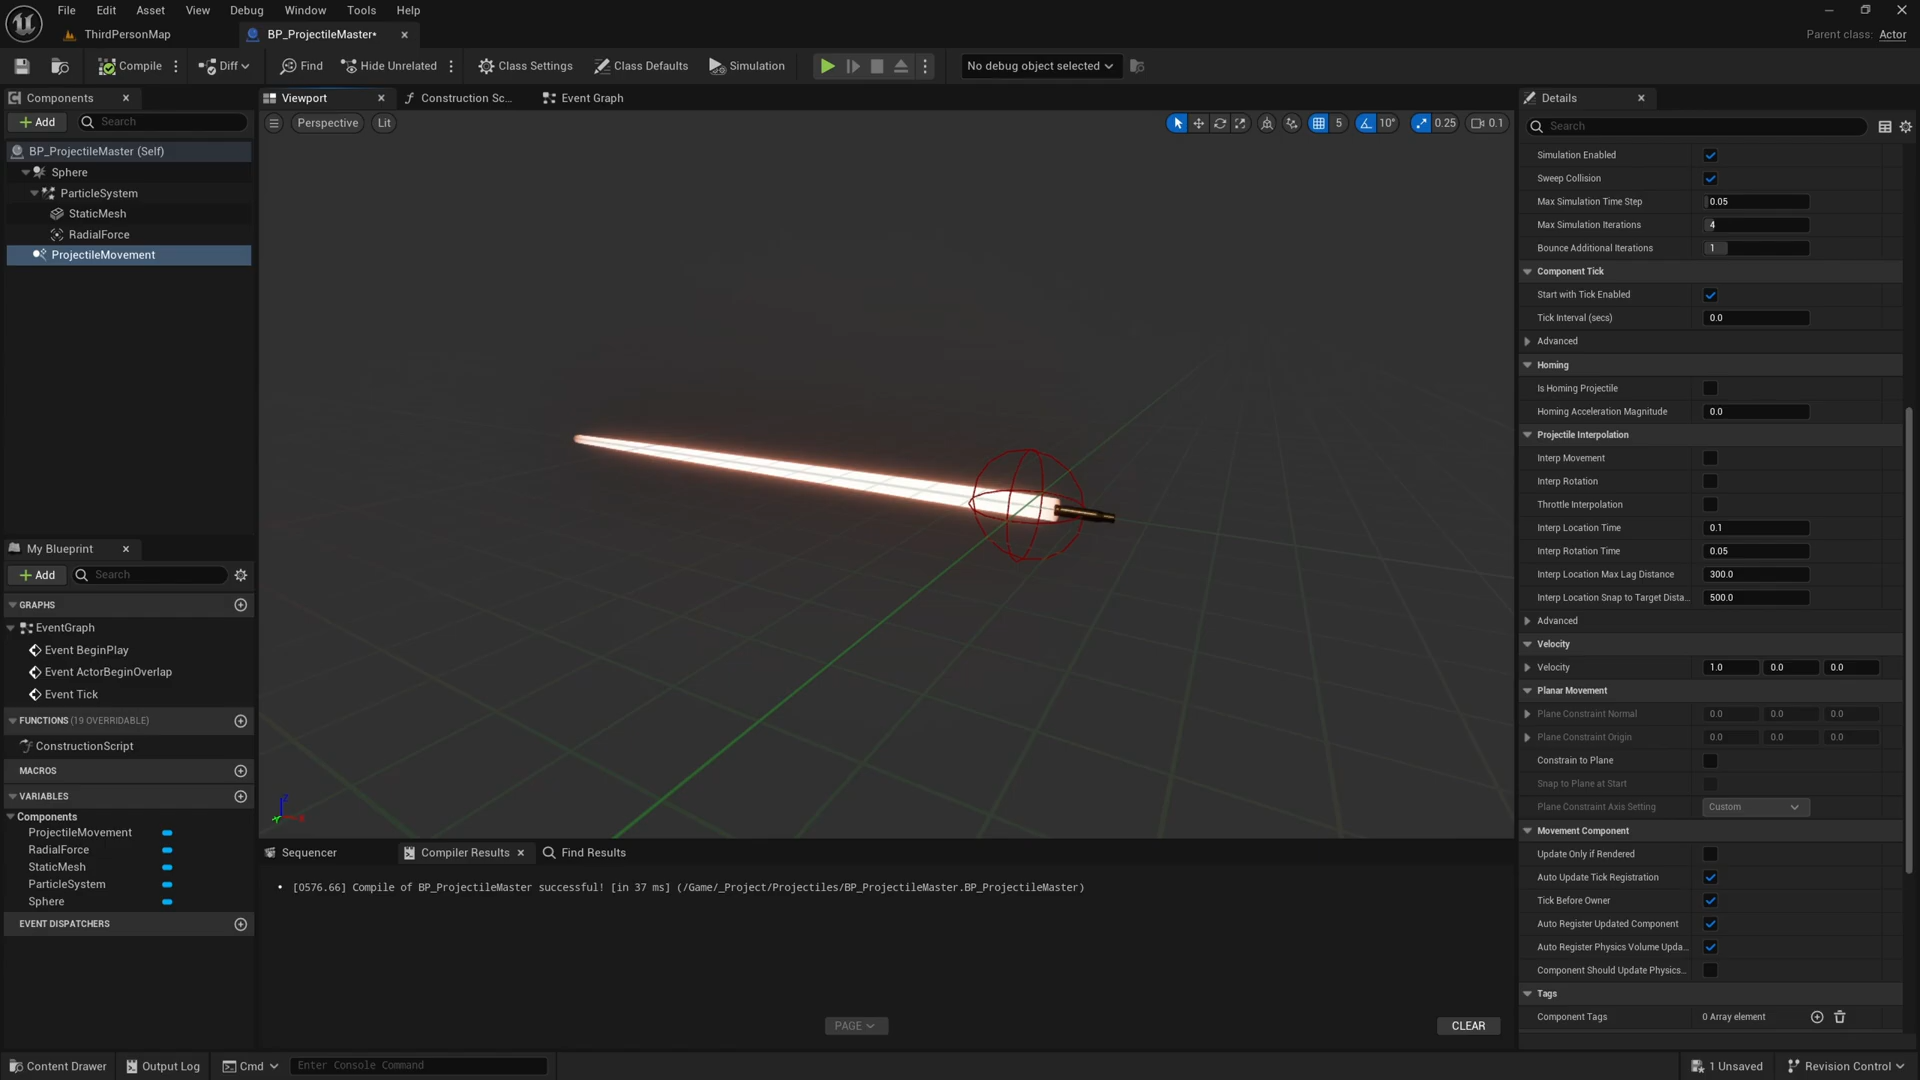 File Edit Asset View Debug Window Tools Help
ThirdPersonMap
BP_ProjectileMaster•
Parent class: Actor
Compile
Diff
Find
Hide Unrelated
Class Settings
Class Defaults
Simulation
No debug object selected
Components
Add
Search
BP_ProjectileMaster (Self)
Sphere
ParticleSystem
StaticMesh
RadialForce
ProjectileMovement
My Blueprint
Add
Search
GRAPHS
EventGraph
Event BeginPlay
Event ActorBeginOverlap
Event Tick
FUNCTIONS (19 OVERRIDABLE)
ConstructionScript
MACROS
VARIABLES
Components
ProjectileMovement
RadialForce
StaticMesh
ParticleSystem
Sphere
EVENT DISPATCHERS
Viewport
Construction Sc...
Event Graph
Perspective
Lit
5
10°
0.25
0.1
Z
X
Sequencer
Compiler Results
Find Results
• [0576.66] Compile of BP_ProjectileMaster successful! [in 37 ms] (/Game/_Project/Projectiles/BP_ProjectileMaster.BP_ProjectileMaster)
PAGE
CLEAR
Details
Search
Simulation Enabled
Sweep Collision
Max Simulation Time Step 0.05
Max Simulation Iterations 4
Bounce Additional Iterations 1
Component Tick
Start with Tick Enabled
Tick Interval (secs) 0.0
Advanced
Homing
Is Homing Projectile
Homing Acceleration Magnitude 0.0
Projectile Interpolation
Interp Movement
Interp Rotation
Throttle Interpolation
Interp Location Time 0.1
Interp Rotation Time 0.05
Interp Location Max Lag Distance 300.0
Interp Location Snap to Target Dista... 500.0
Advanced
Velocity
Velocity 1.0 0.0 0.0
Planar Movement
Plane Constraint Normal 0.0 0.0 0.0
Plane Constraint Origin 0.0 0.0 0.0
Constrain to Plane
Snap to Plane at Start
Plane Constraint Axis Setting Custom
Movement Component
Update Only if Rendered
Auto Update Tick Registration
Tick Before Owner
Auto Register Updated Component
Auto Register Physics Volume Upda...
Component Should Update Physics...
Tags
Component Tags 0 Array element
Content Drawer
Output Log
Cmd
Enter Console Command
1 Unsaved
Revision Control